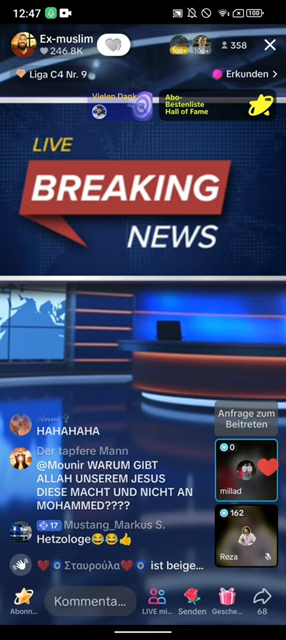 12:47
100
Ex-muslim
246.8K
100+
100+
358
Liga C4 Nr. 9
Erkunden >
Vielen Dank
Abo-
Bestenliste
Hall of Fame
LIVE
BREAKING
NEWS
HAHAHAHA
Anfrage zum
Beitreten
Der tapfere Mann
@Mounir WARUM GIBT
ALLAH UNSEREM JESUS
DIESE MACHT UND NICHT AN
MOHAMMED????
0
millad
17 Mustang_Markus S.
Hetzologe😂😂👍
162
Reza
❤️🧿Σταυρούλα❤️🧿 ist beige...
Abonn...
Kommenta...
LIVE mi...
Senden
Gesche...
68